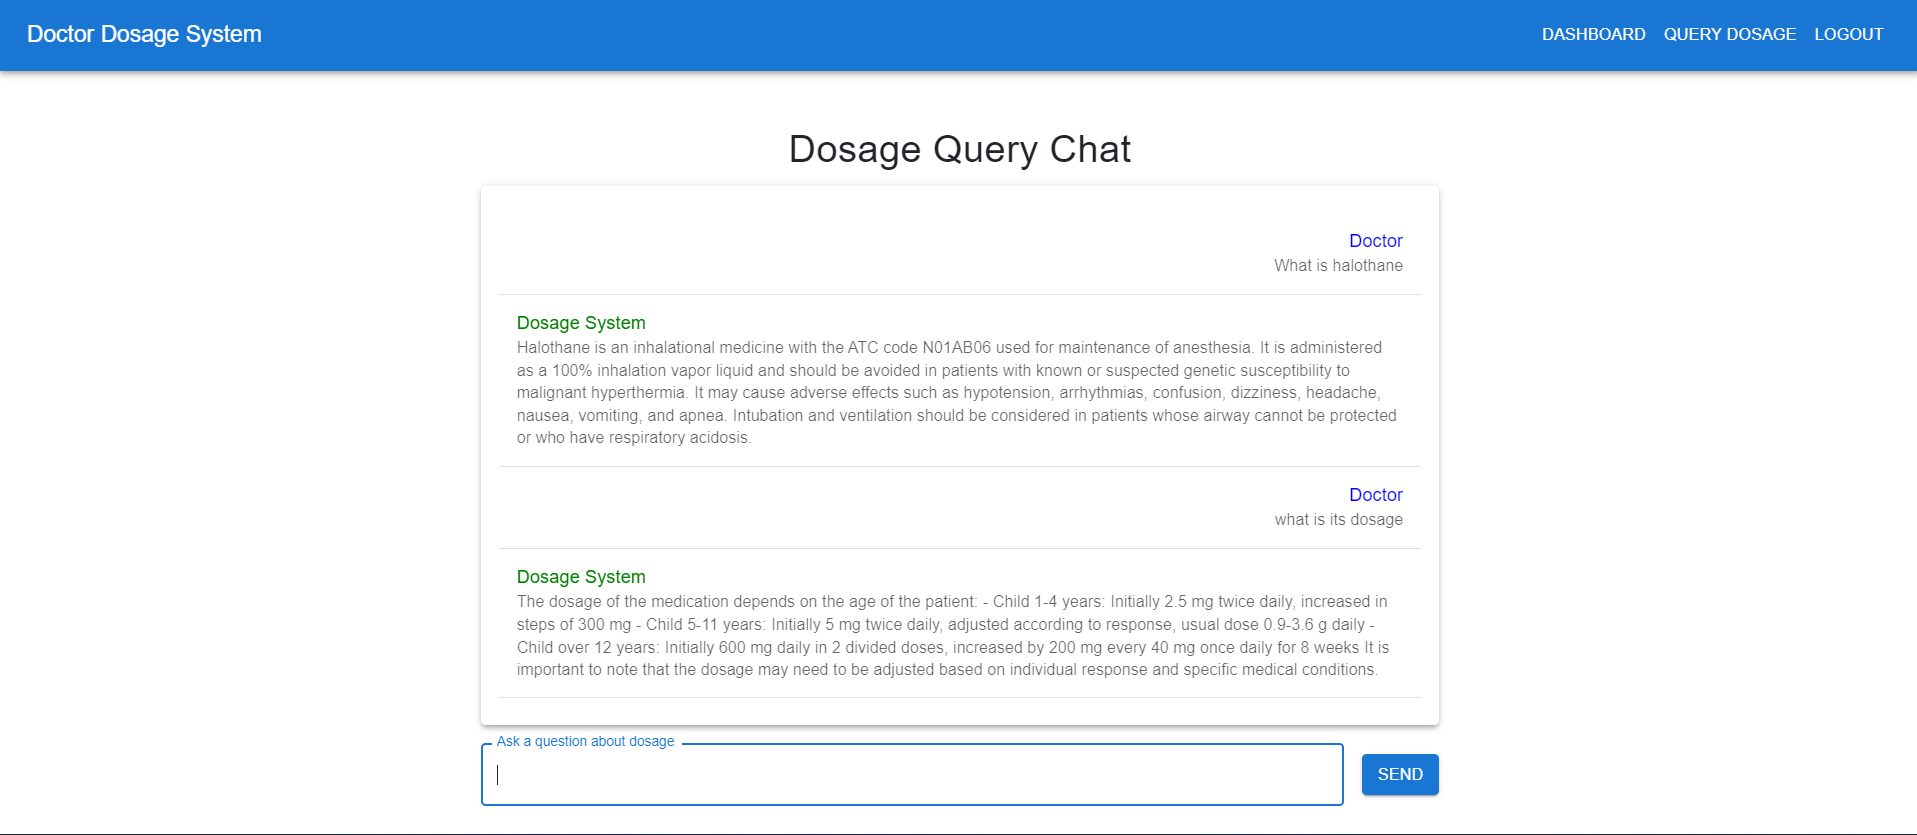 Doctor Dosage System
DASHBOARD QUERY DOSAGE LOGOUT
Dosage Query Chat
Doctor
What is halothane
Dosage System
Halothane is an inhalational medicine with the ATC code N01AB06 used for maintenance of anesthesia. It is administered
as a 100% inhalation vapor liquid and should be avoided in patients with known or suspected genetic susceptibility to
malignant hyperthermia. It may cause adverse effects such as hypotension, arrhythmias, confusion, dizziness, headache,
nausea, vomiting, and apnea. Intubation and ventilation should be considered in patients whose airway cannot be protected
or who have respiratory acidosis.
Doctor
what is its dosage
Dosage System
The dosage of the medication depends on the age of the patient: - Child 1-4 years: Initially 2.5 mg twice daily, increased in
steps of 300 mg - Child 5-11 years: Initially 5 mg twice daily, adjusted according to response, usual dose 0.9-3.6 g daily -
Child over 12 years: Initially 600 mg daily in 2 divided doses, increased by 200 mg every 40 mg once daily for 8 weeks It is
important to note that the dosage may need to be adjusted based on individual response and specific medical conditions.
Ask a question about dosage
SEND